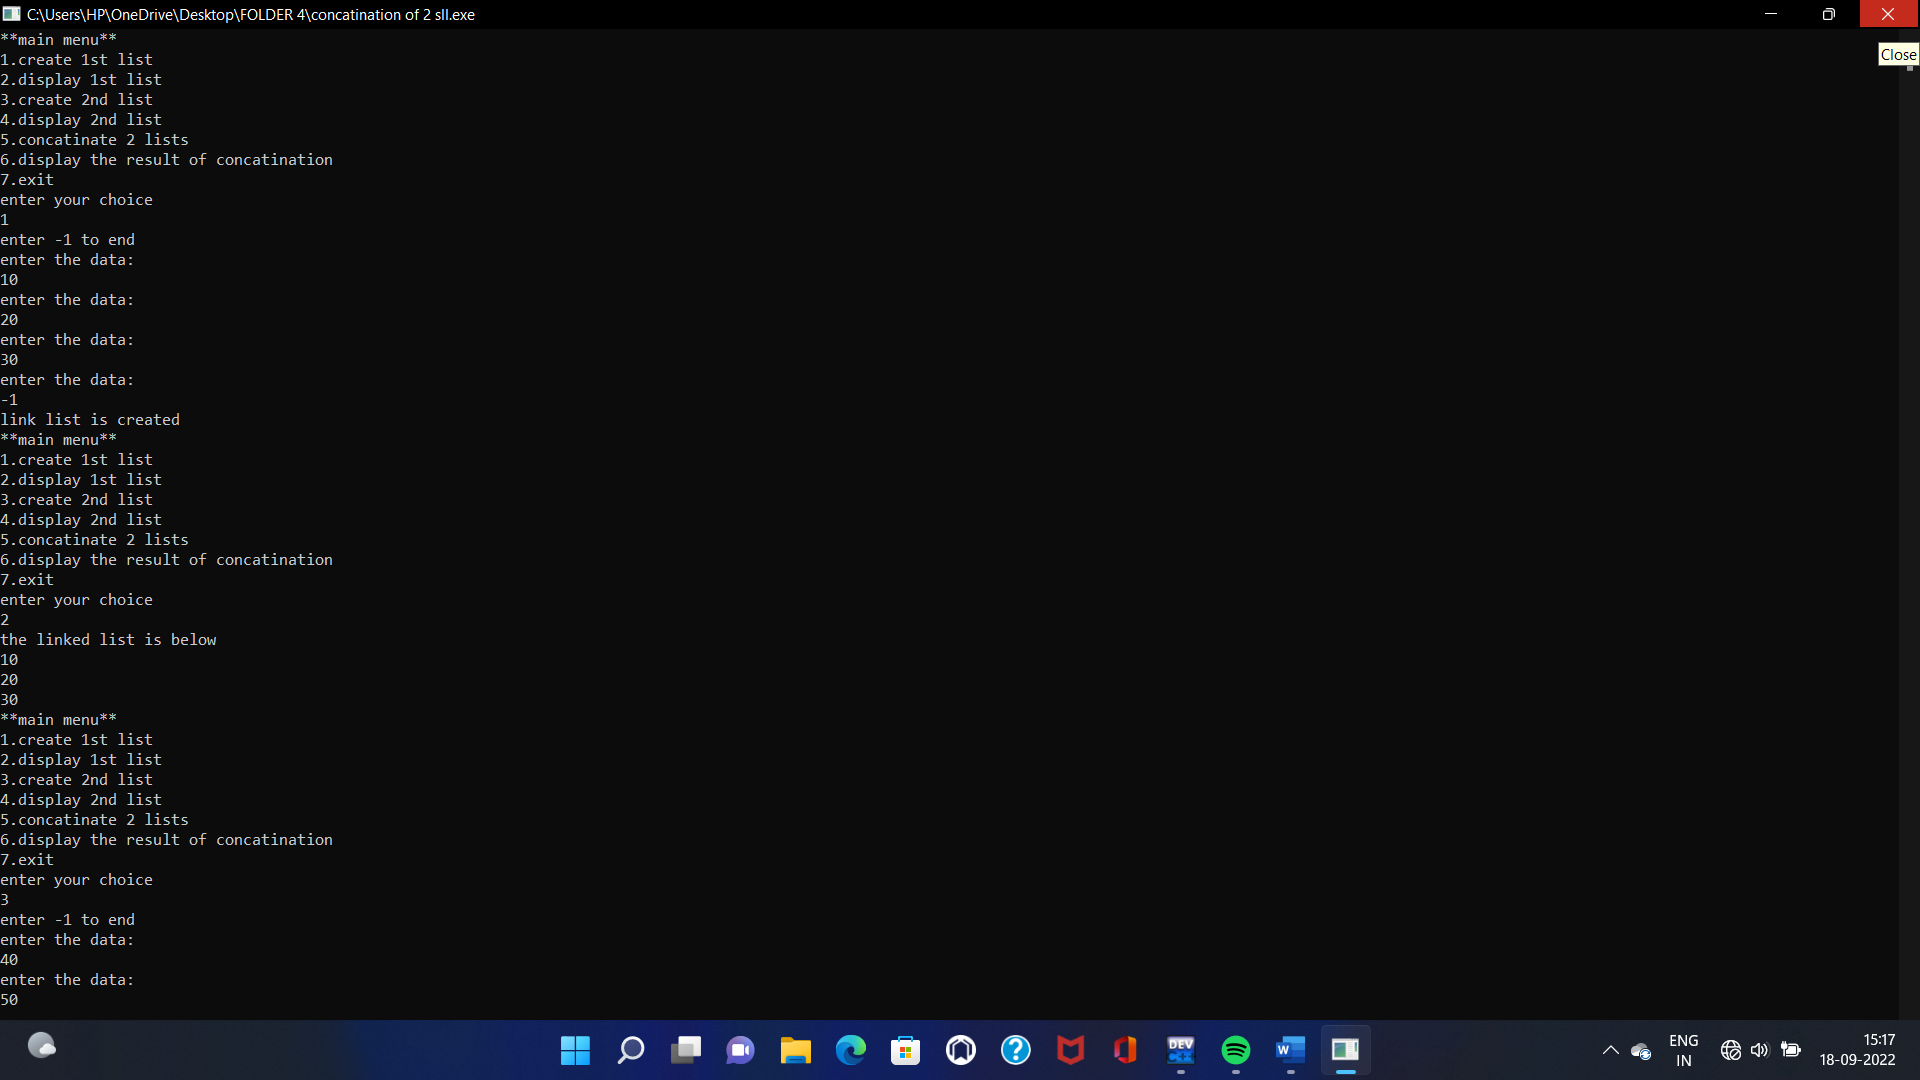 C:\Users\HP\OneDrive\Desktop\FOLDER 4\concatination of 2 sll.exe
**main menu**
Close
1.create 1st list
2.display 1st list
3.create 2nd list
4.display 2nd list
5.concatinate 2 lists
6.display the result of concatination
7.exit
enter your choice
1
enter -1 to end
enter the data:
10
enter the data:
20
enter the data:
30
enter the data:
-1
link list is created
**main menu**
1.create 1st list
2.display 1st list
3.create 2nd list
4.display 2nd list
5.concatinate 2 lists
6.display the result of concatination
7.exit
enter your choice
2
the linked list is below
10
20
30
**main menu**
1.create 1st list
2.display 1st list
3.create 2nd list
4.display 2nd list
5.concatinate 2 lists
6.display the result of concatination
7.exit
enter your choice
3
enter -1 to end
enter the data:
40
enter the data:
50
DEV
C++
W
ENG
IN
15:17
18-09-2022